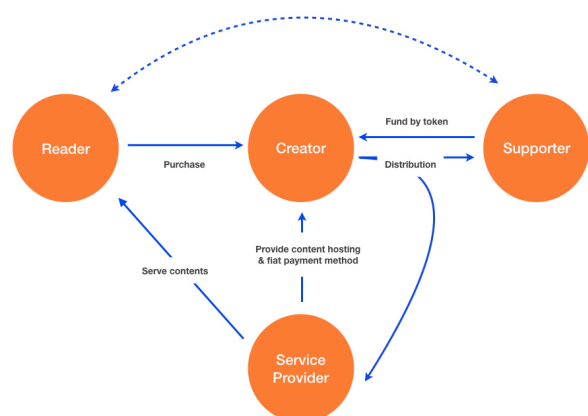 Fund by token
Reader
Creator
Supporter
Purchase
Distribution
Provide content hosting
& fiat payment method
Serve contents
Service
Provider